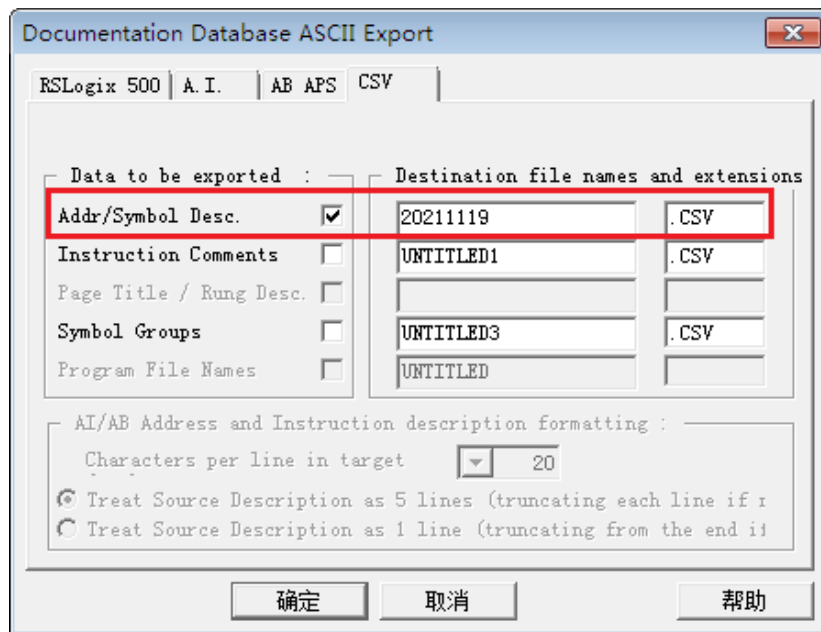 Documentation Database ASCII Export
RSLogix 500 A.I. AB APS CSV
Data to be exported : Destination file names and extensions
Addr/Symbol Desc. 20211119 .CSV
Instruction Comments UNTITLED1 .CSV
Page Title / Rung Desc.
Symbol Groups UNTITLED3 .CSV
Program File Names UNTITLED
AI/AB Address and Instruction description formatting :
Characters per line in target 20
Treat Source Description as 5 lines (truncating each line if
Treat Source Description as 1 line (truncating from the end if
确定 取消 帮助